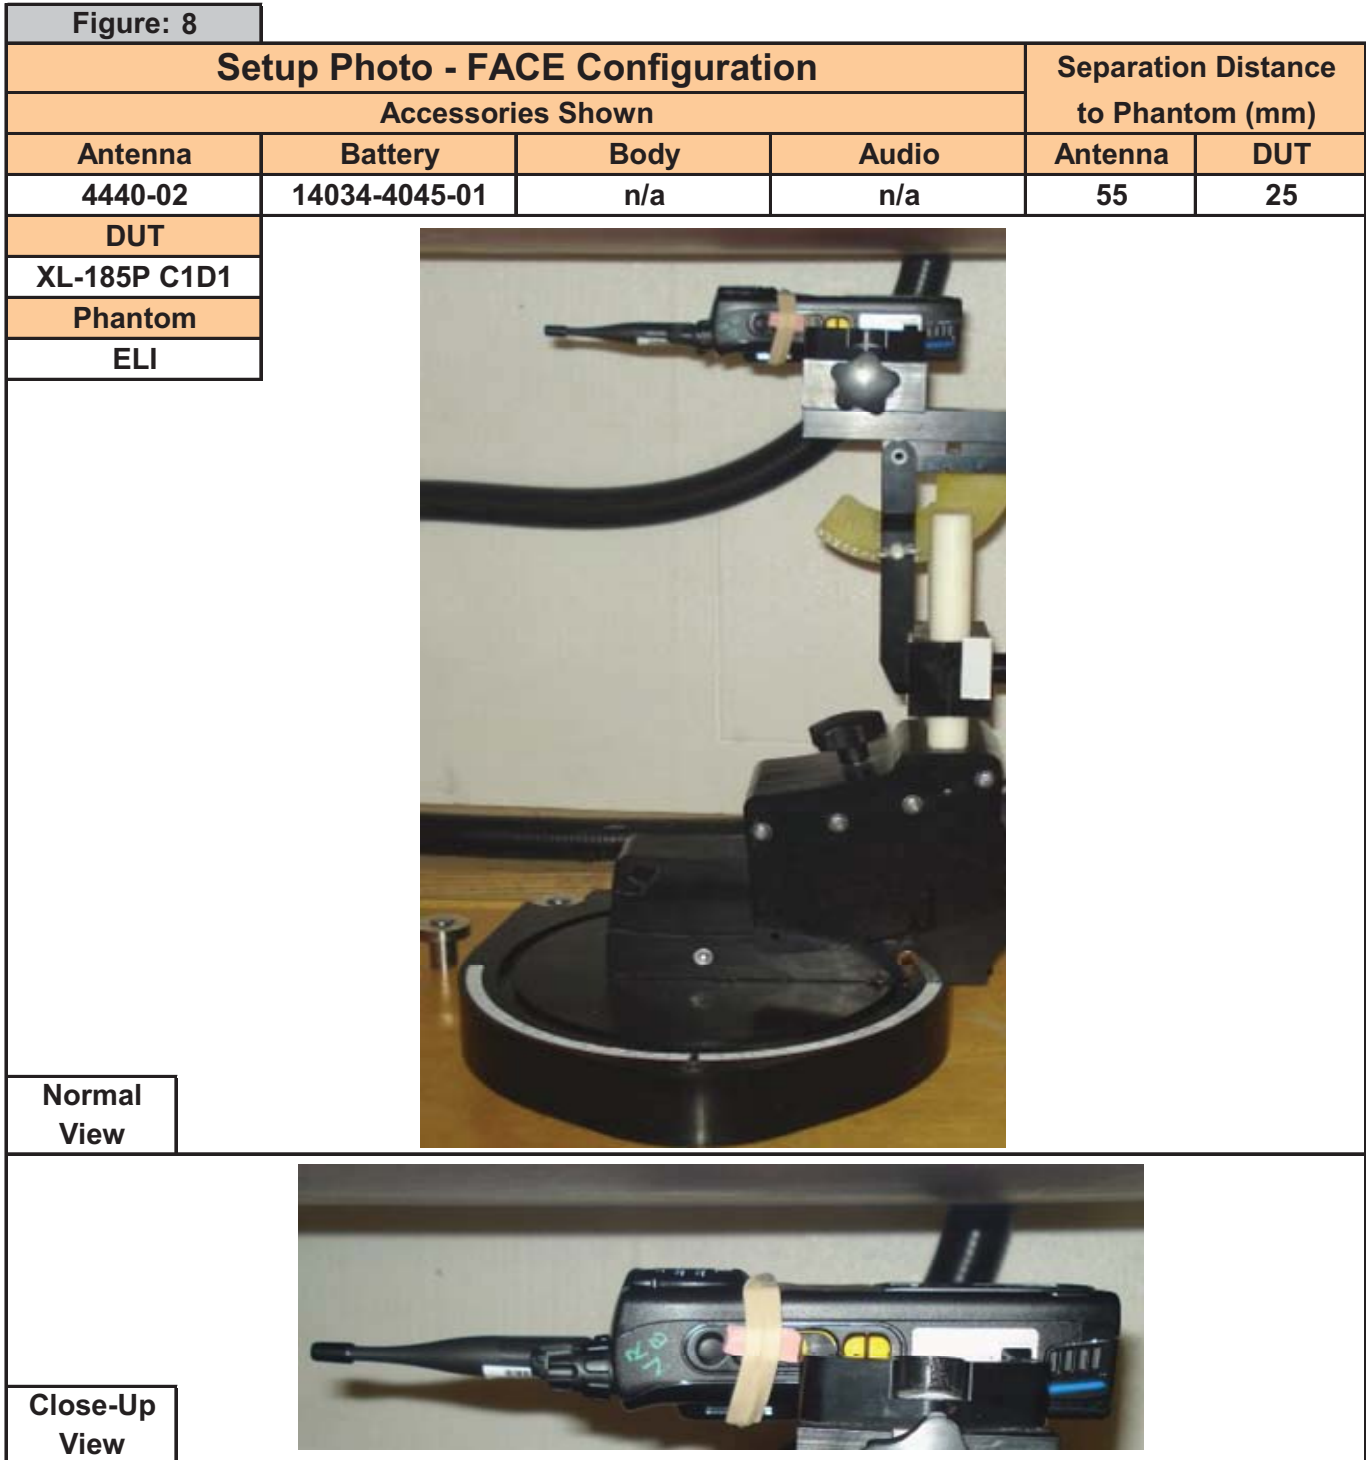 Figure: 8
Setup Photo - FACE Configuration
Separation Distance
to Phantom (mm)
Accessories Shown
Antenna Battery Body Audio Antenna DUT
4440-02 14034-4045-01 n/a n/a 55 25
DUT
XL-185P C1D1
Phantom
ELI
Normal
View
Close-Up
View